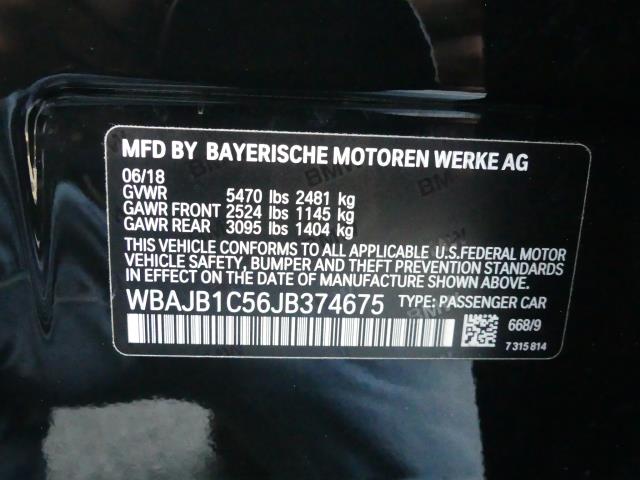 MFD BY BAYERISCHE MOTOREN WERKE AG
06/18
GVWR 5470 lbs 2481 kg
GAWR FRONT 2524 lbs 1145 kg
GAWR REAR 3095 lbs 1404 kg
THIS VEHICLE CONFORMS TO ALL APPLICABLE U.S.FEDERAL MOTOR
VEHICLE SAFETY, BUMPER AND THEFT PREVENTION STANDARDS IN
EFFECT ON THE DATE OF MANUFACTURE SHOWN ABOVE.
WBAJB1C56JB374675 TYPE: PASSENGER CAR
668/9
7 315 814